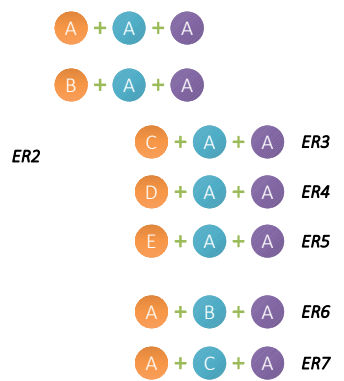 A + A + A
B + A + A
C + A + A ER3
ER2
D + A + A ER4
E + A + A ER5
A + B + A ER6
A + C + A ER7